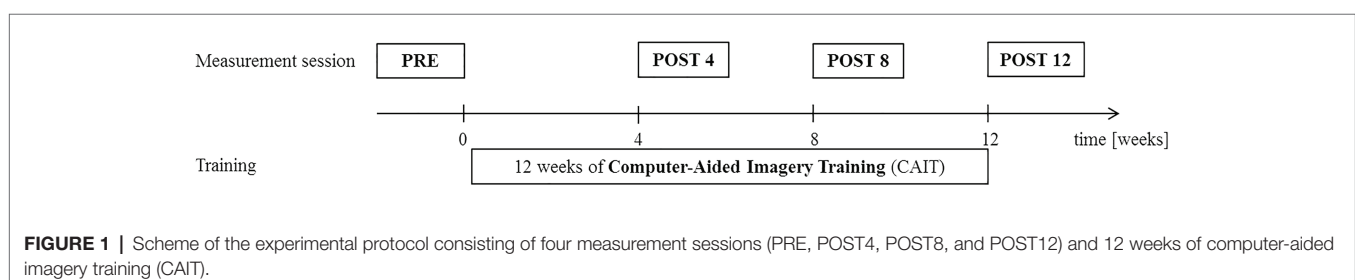 Measurement session PRE POST 4 POST 8 POST 12
0 4 8 12 time [weeks]
Training 12 weeks of Computer-Aided Imagery Training (CAIT)
FIGURE 1 | Scheme of the experimental protocol consisting of four measurement sessions (PRE, POST4, POST8, and POST12) and 12 weeks of computer-aided
imagery training (CAIT).